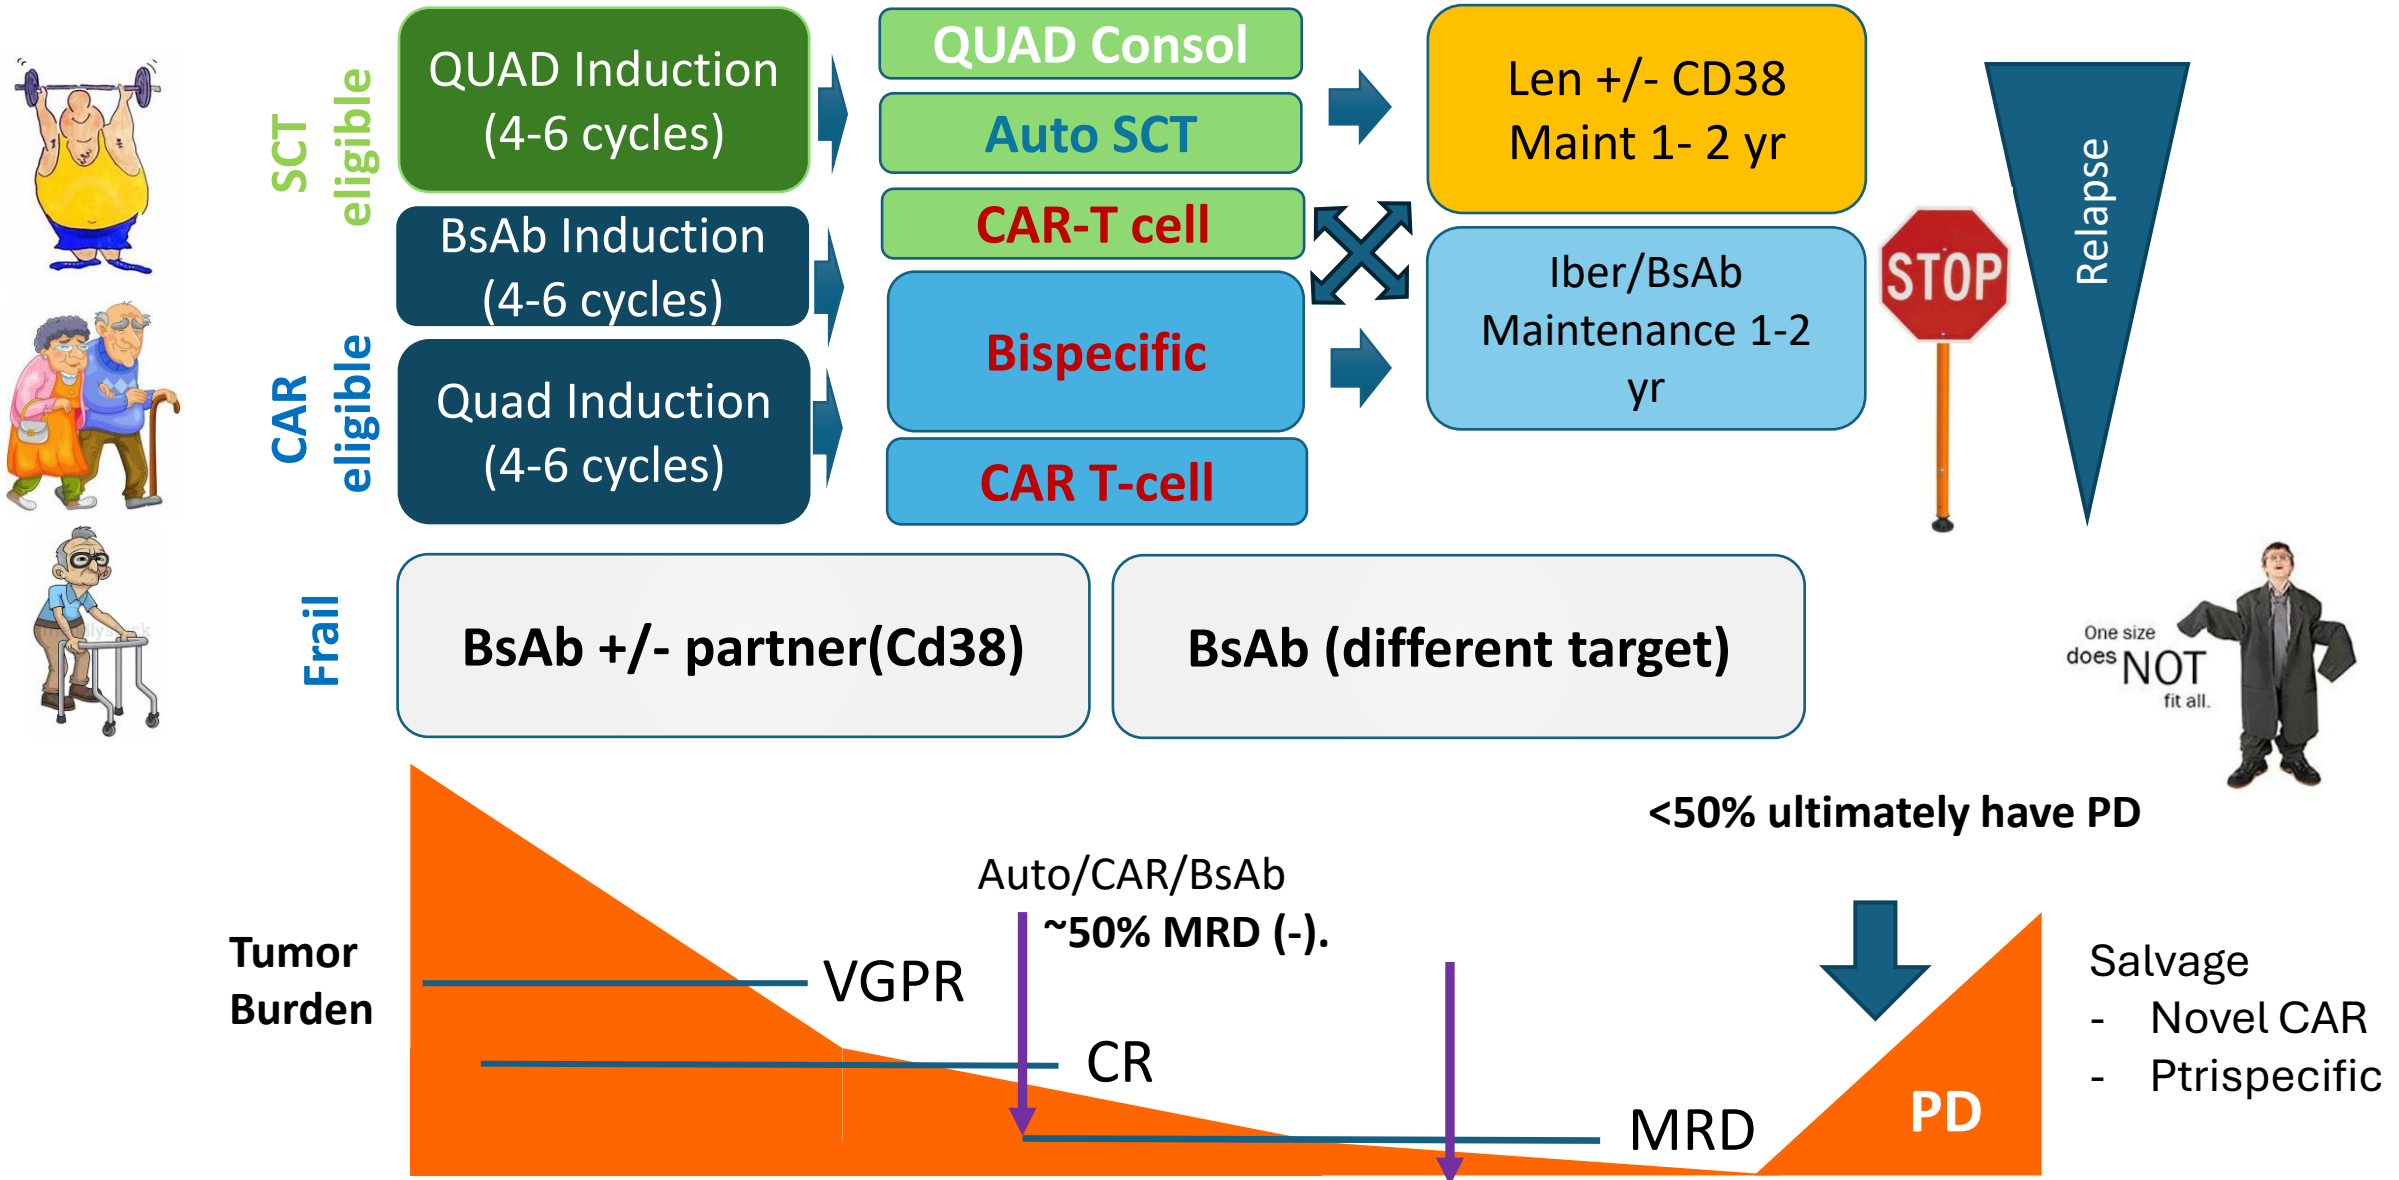 SCT
eligible
QUAD Induction
(4-6 cycles)
BsAb Induction
(4-6 cycles)
CAR
eligible
Quad Induction
(4-6 cycles)
QUAD Consol
Auto SCT
CAR-T cell
Bispecific
CAR T-cell
Len +/- CD38
Maint 1- 2 yr
Iber/BsAb
Maintenance 1-2
yr
STOP
Relapse
Frail
BsAb +/- partner(Cd38)
BsAb (different target)
One size
does NOT
fit all.
<50% ultimately have PD
Auto/CAR/BsAb
~50% MRD (-).
Tumor
Burden
VGPR
CR
MRD
PD
Salvage
- Novel CAR
- Ptrispecific